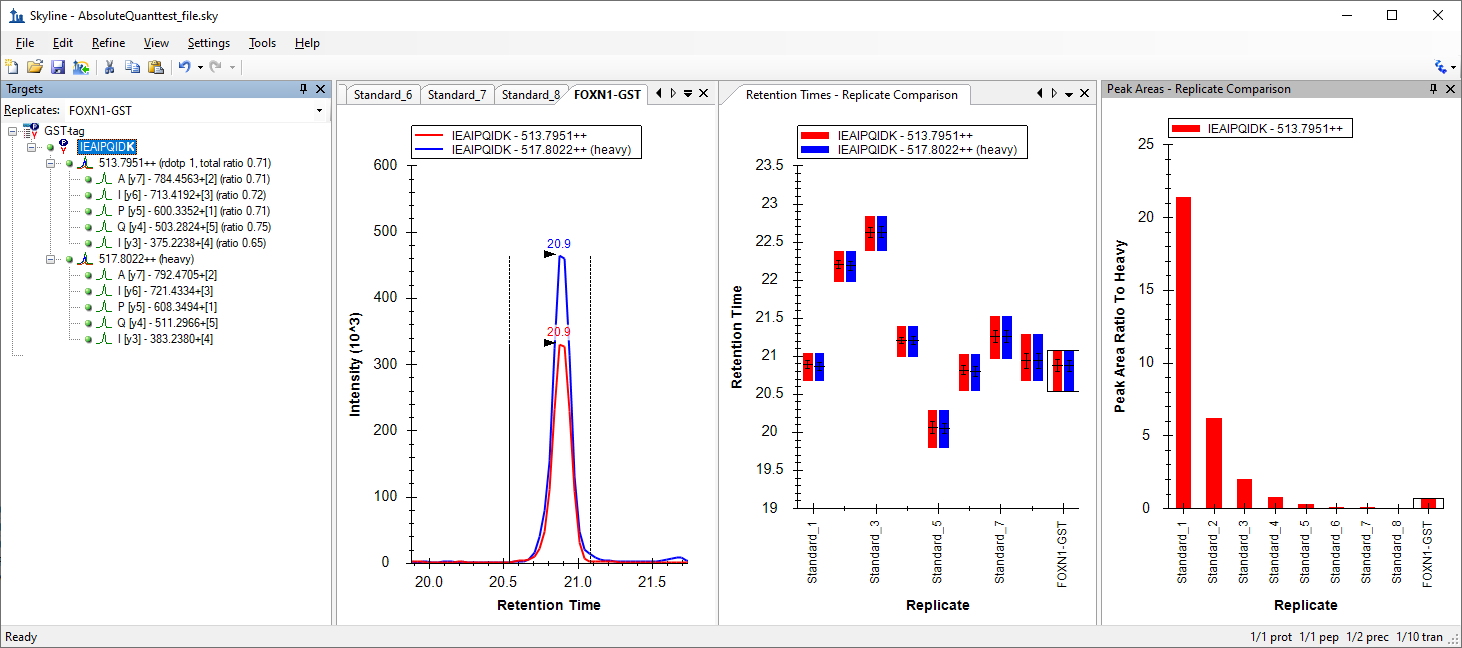 Skyline - AbsoluteQuanttest_file.sky
File Edit Refine View Settings Tools Help
Targets
Replicates: FOXN1-GST
GST-tag
IEAIPQIDK
513.7951++ (rdotp 1, total ratio 0.71)
A [y7] - 784.4563+[2] (ratio 0.71)
I [y6] - 713.4192+[3] (ratio 0.72)
P [y5] - 600.3352+[1] (ratio 0.71)
Q [y4] - 503.2824+[5] (ratio 0.75)
I [y3] - 375.2238+[4] (ratio 0.65)
517.8022++ (heavy)
A [y7] - 792.4705+[2]
I [y6] - 721.4334+[3]
P [y5] - 608.3494+[1]
Q [y4] - 511.2966+[5]
I [y3] - 383.2380+[4]
Standard_6 Standard_7 Standard_8 FOXN1-GST
IEAIPQIDK - 513.7951++
IEAIPQIDK - 517.8022++ (heavy)
600
500
400
300
200
100
0
Intensity (10^3)
20.9
20.9
20.0 20.5 21.0 21.5
Retention Time
Retention Times - Replicate Comparison
IEAIPQIDK - 513.7951++
IEAIPQIDK - 517.8022++ (heavy)
23.5
23
22.5
22
21.5
21
20.5
20
19.5
19
Retention Time
Standard_1 Standard_3 Standard_5 Standard_7 FOXN1-GST
Replicate
Peak Areas - Replicate Comparison
IEAIPQIDK - 513.7951++
25
20
15
10
5
0
Peak Area Ratio To Heavy
Standard_1 Standard_2 Standard_3 Standard_4 Standard_5 Standard_6 Standard_7 Standard_8 FOXN1-GST
Replicate
Ready
1/1 prot 1/1 pep 1/2 prec 1/10 tran